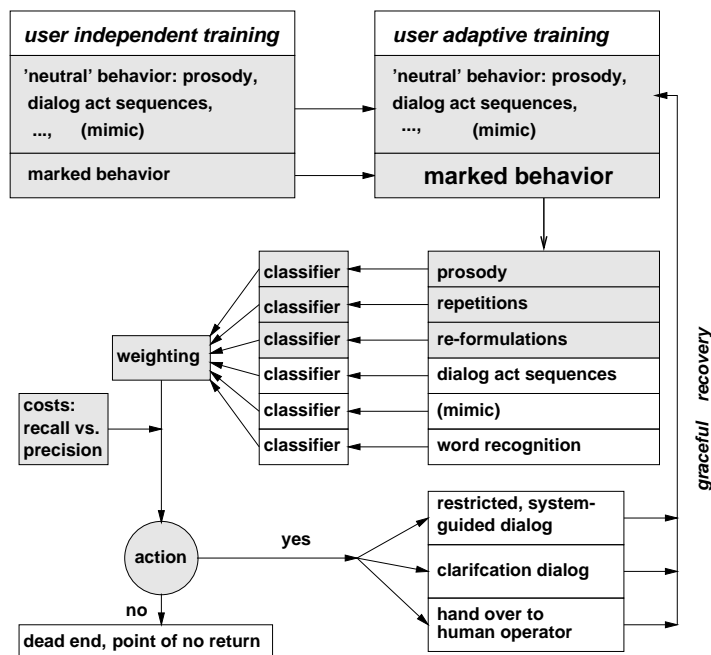 user independent training
'neutral' behavior: prosody,
dialog act sequences,
..., (mimic)
marked behavior
user adaptive training
'neutral' behavior: prosody,
dialog act sequences,
..., (mimic)
marked behavior
classifier
prosody
classifier
repetitions
classifier
re-formulations
classifier
dialog act sequences
classifier
(mimic)
classifier
word recognition
weighting
costs:
recall vs.
precision
action
yes
no
dead end, point of no return
restricted, system-
guided dialog
clarifcation dialog
hand over to
human operator
graceful recovery